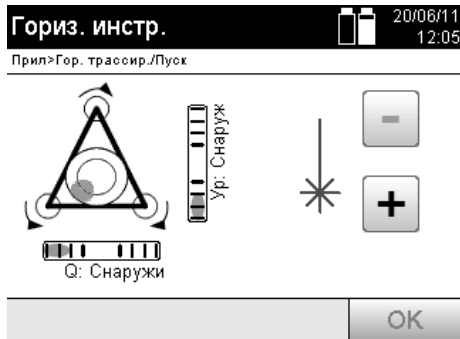 Гориз. инстр.
20/06/11
12:05
Прил>Гор. трассир./Пуск
Ур: Снаруж
Q: Снаружи
-
+
OK